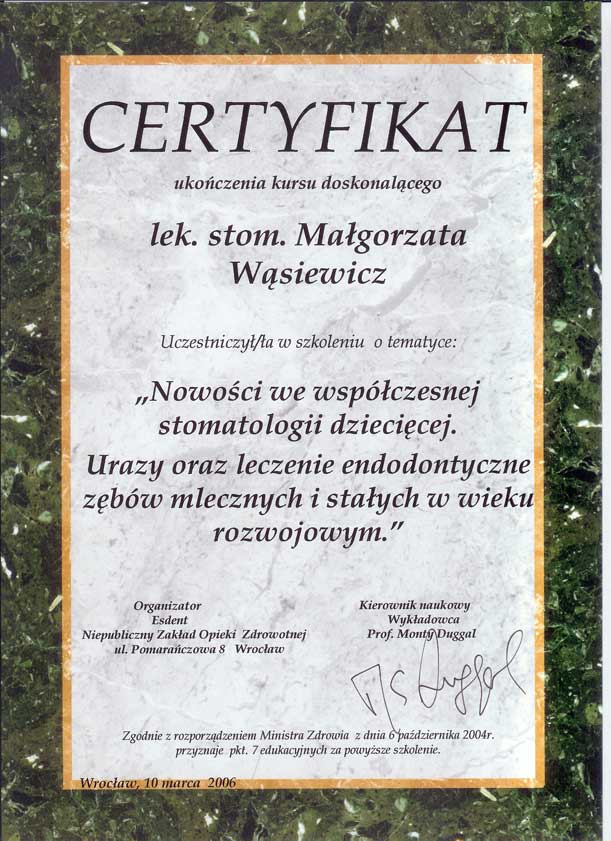 CERTYFIKAT
ukończenia kursu doskonalącego
lek. stom. Małgorzata
Wąsiewicz
Uczestniczył/ła w szkoleniu o tematyce:
„Nowości we współczesnej
stomatologii dziecięcej.
Urazy oraz leczenie endodontyczne
zębów mlecznych i stałych w wieku
rozwojowym.”
Organizator
Esdent
Niepubliczny Zakład Opieki Zdrowotnej
ul. Pomarańczowa 8 Wrocław
Kierownik naukowy
Wykładowca
Prof. Monty Duggal
MS Duggal
Zgodnie z rozporządzeniem Ministra Zdrowia z dnia 6 października 2004r.
przyznaje pkt. 7 edukacyjnych za powyższe szkolenie.
Wrocław, 10 marca 2006